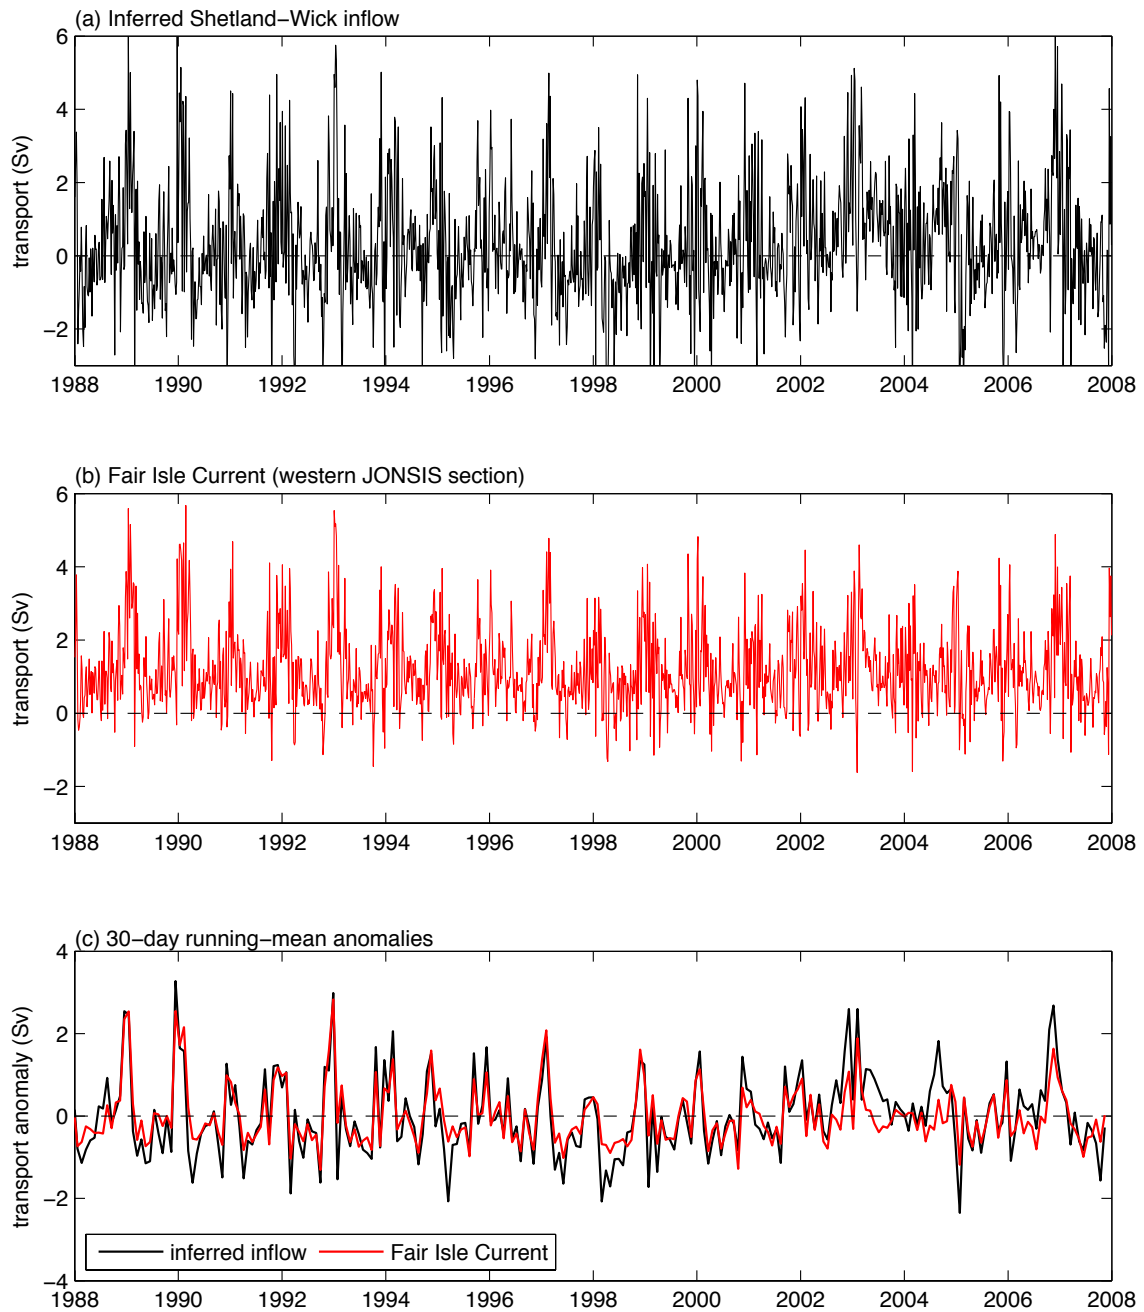 (a) Inferred Shetland−Wick inflow
6
4
2
0
−2
transport (Sv)
1988 1990 1992 1994 1996 1998 2000 2002 2004 2006 2008
(b) Fair Isle Current (western JONSIS section)
6
4
2
0
−2
transport (Sv)
1988 1990 1992 1994 1996 1998 2000 2002 2004 2006 2008
(c) 30−day running−mean anomalies
4
2
0
−2
−4
transport anomaly (Sv)
inferred inflow Fair Isle Current
1988 1990 1992 1994 1996 1998 2000 2002 2004 2006 2008